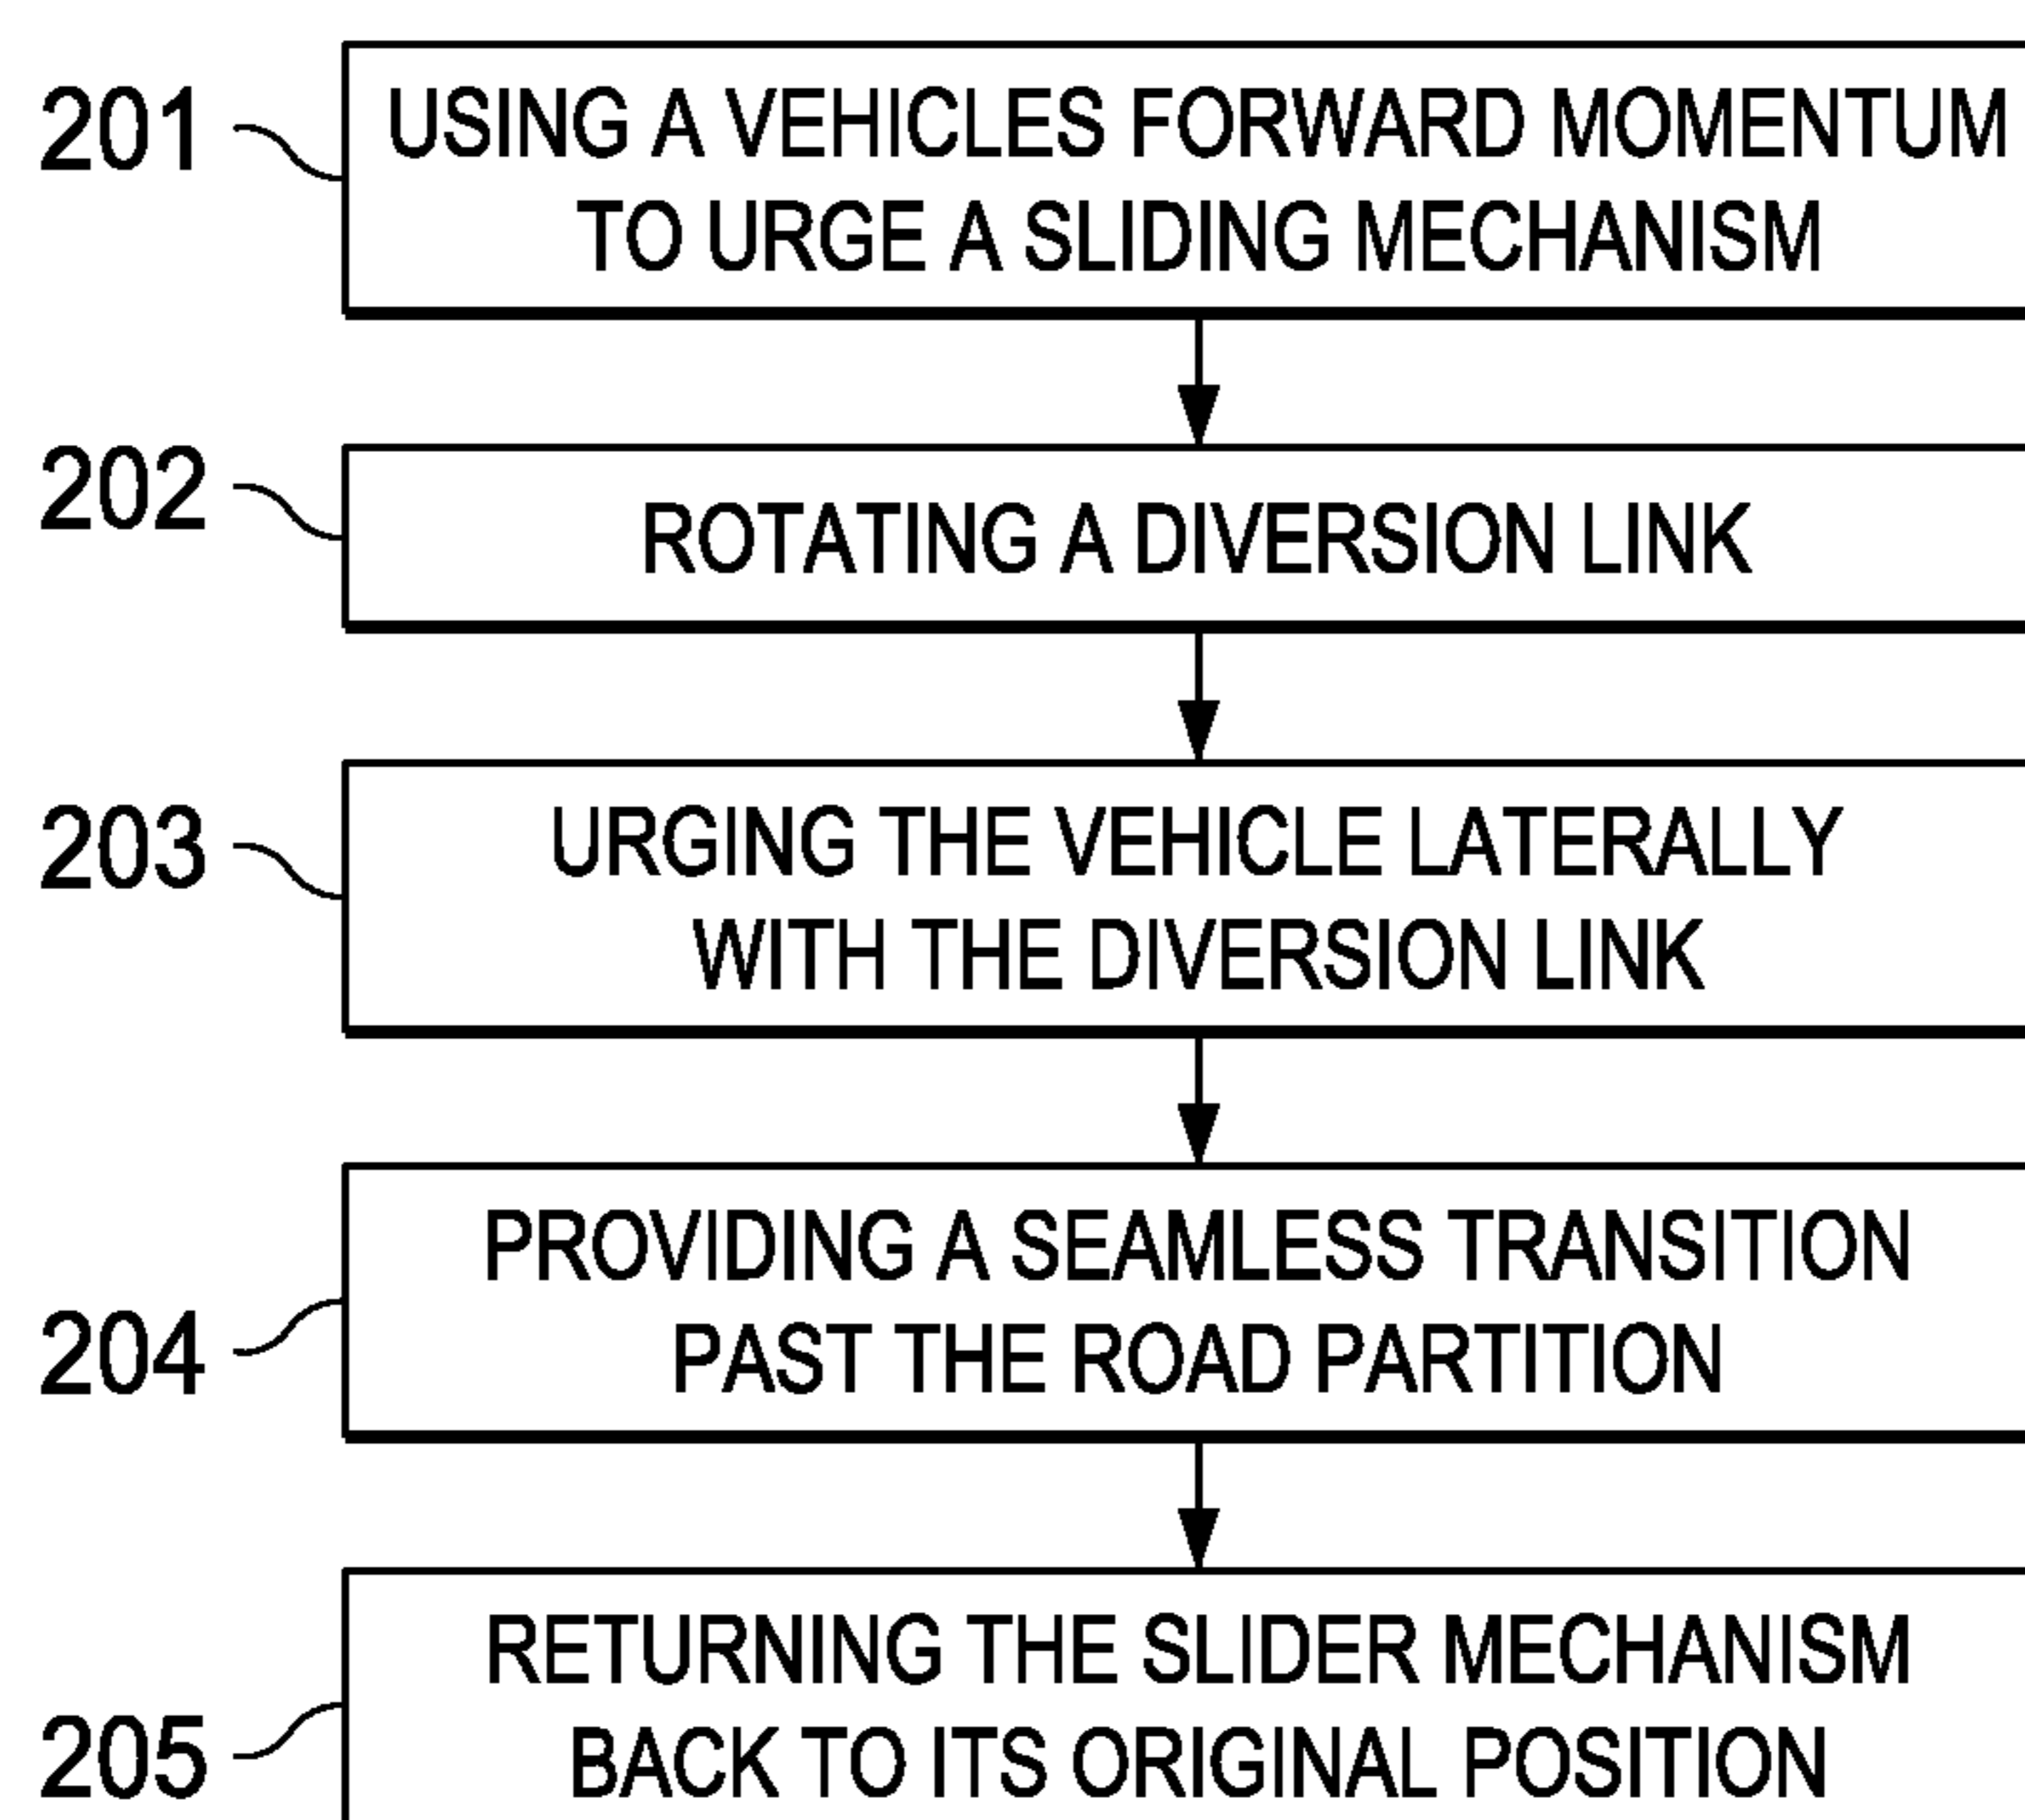 201
USING A VEHICLES FORWARD MOMENTUM
TO URGE A SLIDING MECHANISM
202
ROTATING A DIVERSION LINK
203
URGING THE VEHICLE LATERALLY
WITH THE DIVERSION LINK
204
PROVIDING A SEAMLESS TRANSITION
PAST THE ROAD PARTITION
205
RETURNING THE SLIDER MECHANISM
BACK TO ITS ORIGINAL POSITION